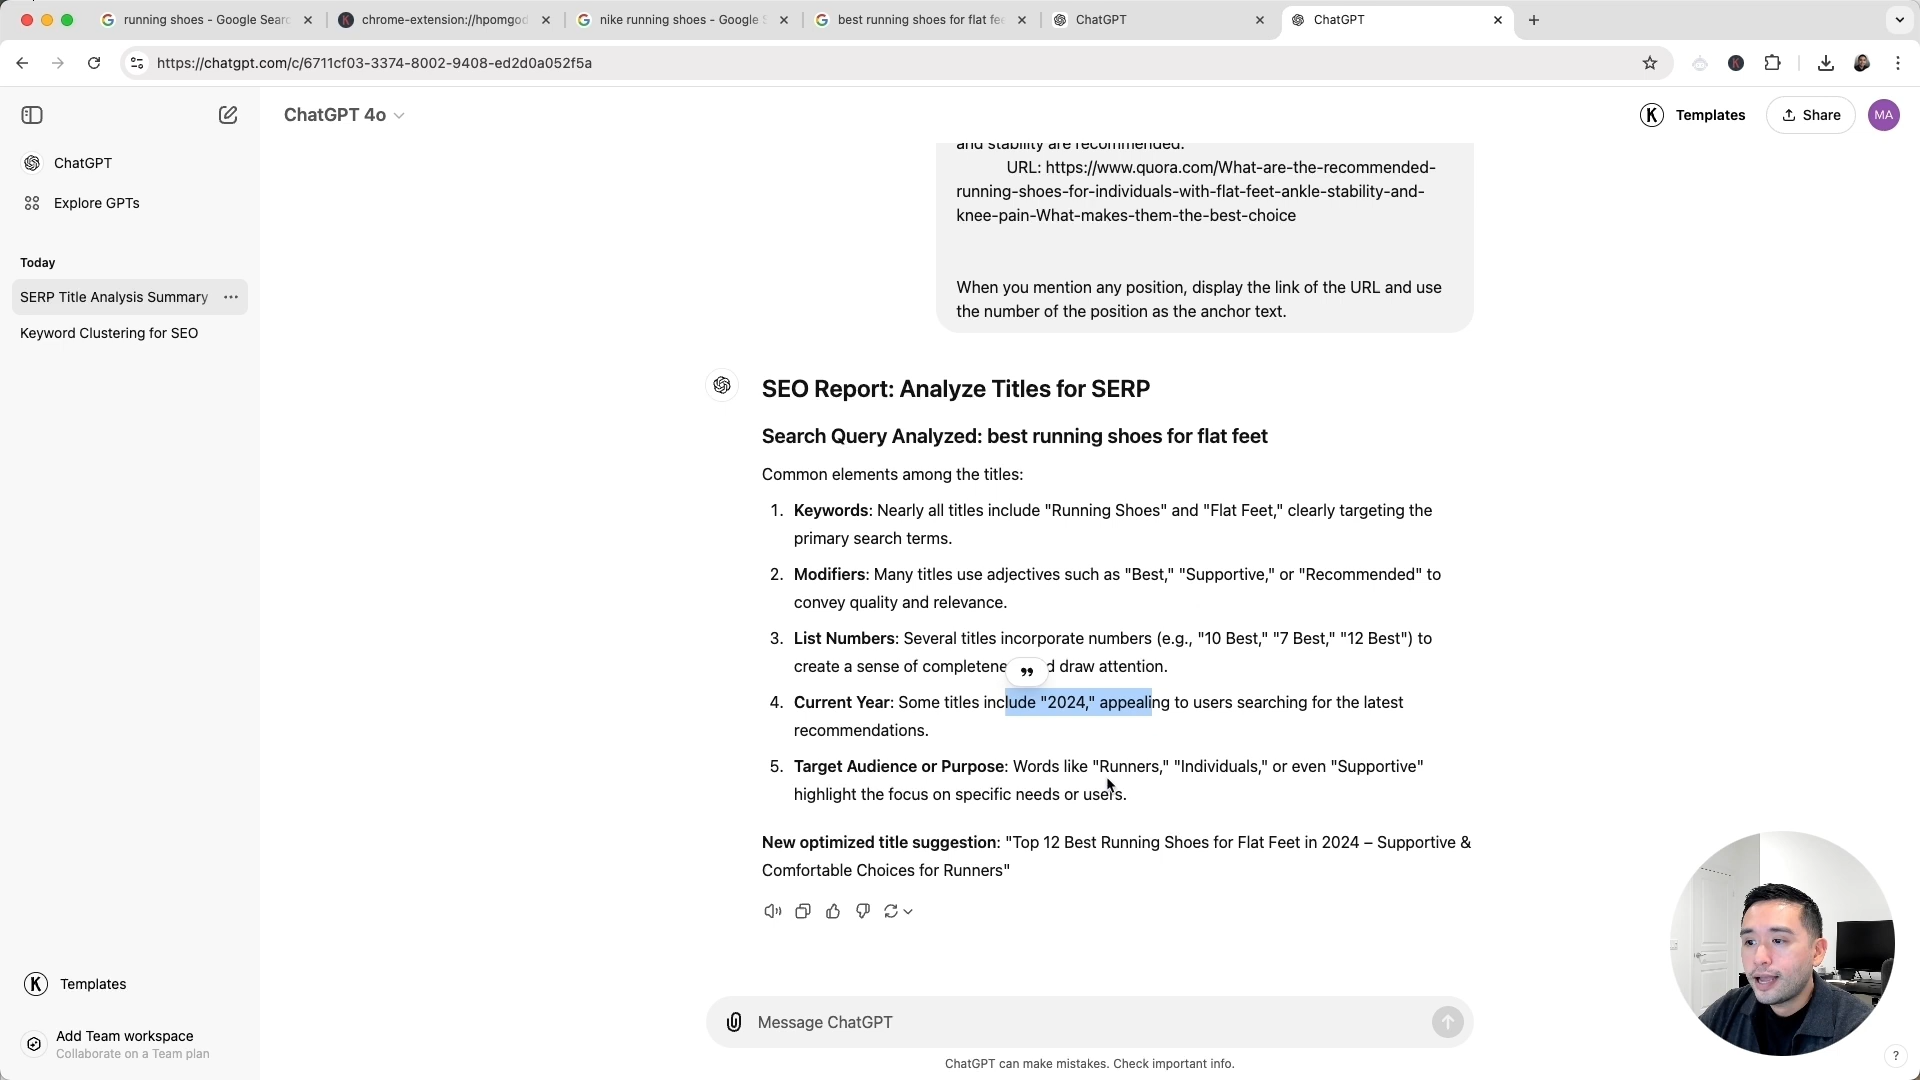 running shoes - Google Searc
chrome-extension://hpomgod
nike running shoes - Google S
best running shoes for flat fee
ChatGPT
ChatGPT
https://chatgpt.com/c/6711cf03-3374-8002-9408-ed2d0a052f5a
ChatGPT 4o
K Templates
Share
MA
ChatGPT
Explore GPTs
Today
SERP Title Analysis Summary
Keyword Clustering for SEO
and stability are recommended.
URL: https://www.quora.com/What-are-the-recommended-
running-shoes-for-individuals-with-flat-feet-ankle-stability-and-
knee-pain-What-makes-them-the-best-choice
When you mention any position, display the link of the URL and use
the number of the position as the anchor text.
SEO Report: Analyze Titles for SERP
Search Query Analyzed: best running shoes for flat feet
Common elements among the titles:
1. Keywords: Nearly all titles include "Running Shoes" and "Flat Feet," clearly targeting the
primary search terms.
2. Modifiers: Many titles use adjectives such as "Best," "Supportive," or "Recommended" to
convey quality and relevance.
3. List Numbers: Several titles incorporate numbers (e.g., "10 Best," "7 Best," "12 Best") to
create a sense of completene d draw attention.
4. Current Year: Some titles include "2024," appealing to users searching for the latest
recommendations.
5. Target Audience or Purpose: Words like "Runners," "Individuals," or even "Supportive"
highlight the focus on specific needs or users.
New optimized title suggestion: "Top 12 Best Running Shoes for Flat Feet in 2024 – Supportive &
Comfortable Choices for Runners"
K Templates
Add Team workspace
Collaborate on a Team plan
Message ChatGPT
ChatGPT can make mistakes. Check important info.
?